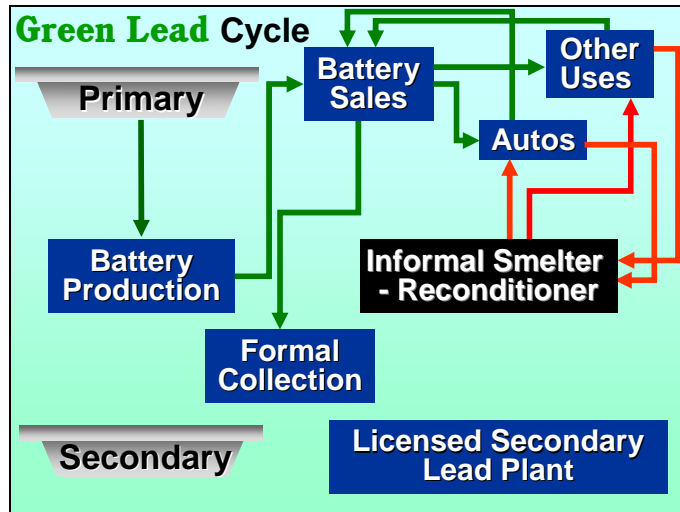 Green Lead Cycle
Primary
Battery
Sales
Other
Uses
Autos
Battery
Production
Informal Smelter
- Reconditioner
Formal
Collection
Secondary
Licensed Secondary
Lead Plant